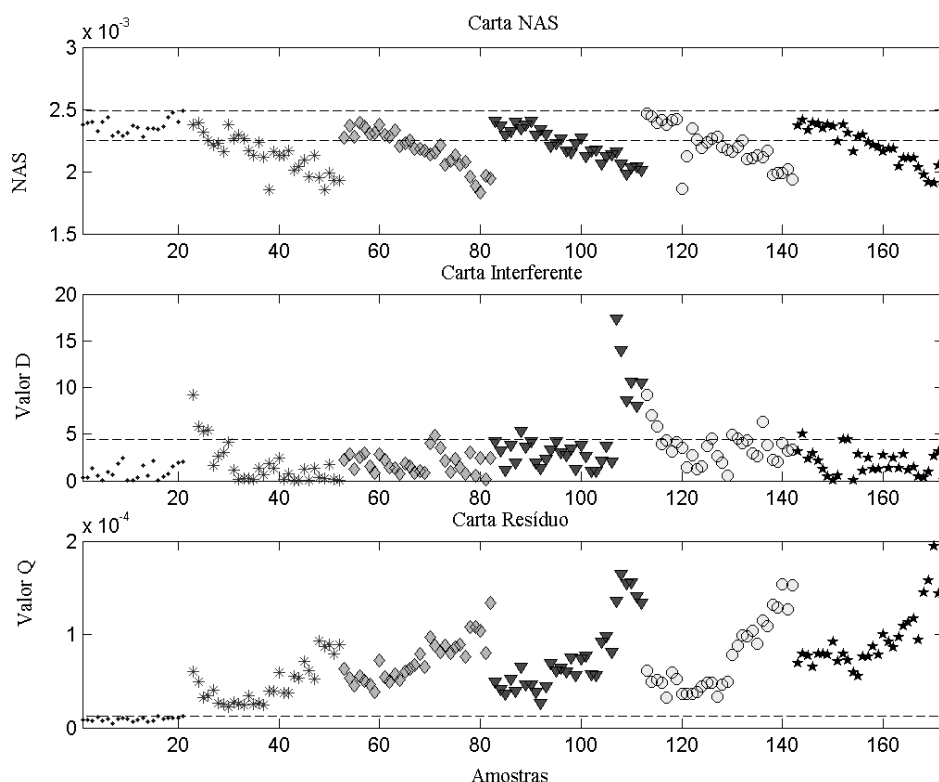 Carta NAS
x 10⁻³
3
2.5
2
1.5
NAS
20 40 60 80 100 120 140 160
Carta Interferente
20
15
10
5
0
Valor D
20 40 60 80 100 120 140 160
Carta Resíduo
x 10⁻⁴
2
1
0
Valor Q
20 40 60 80 100 120 140 160
Amostras